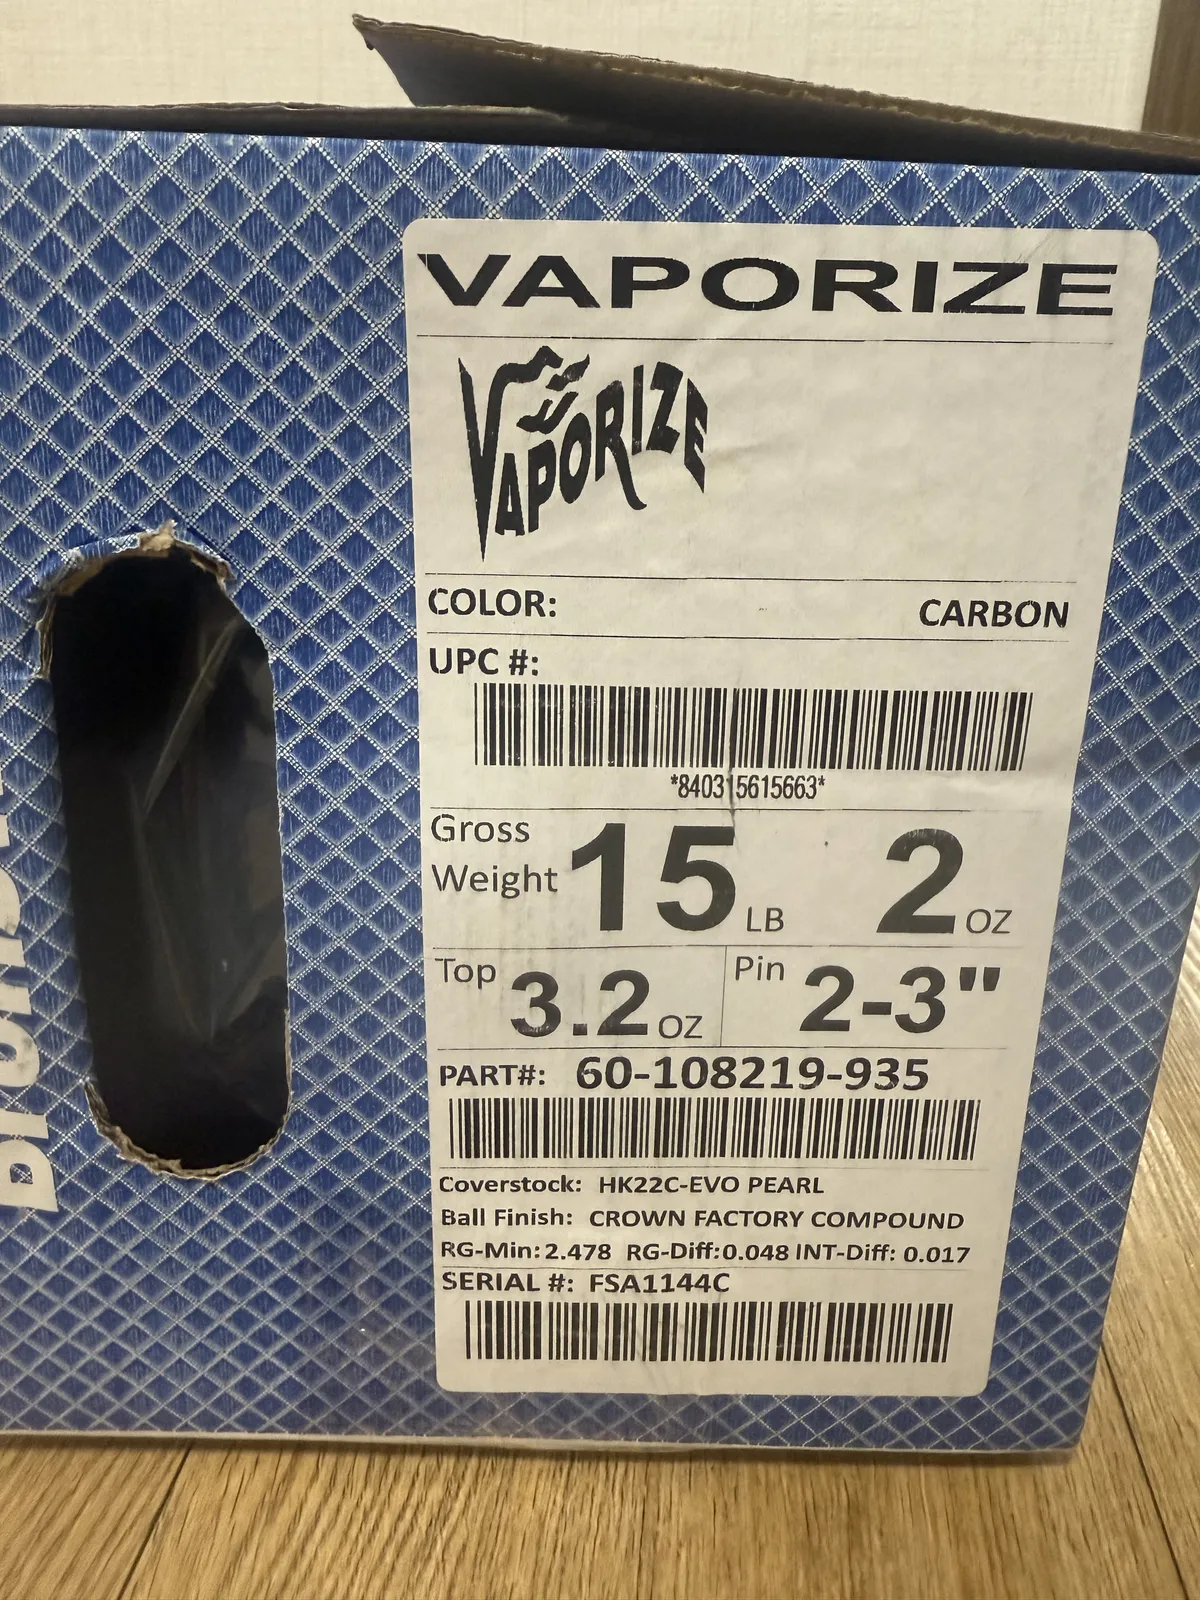 VAPORIZE
VAPORIZE
COLOR: CARBON
UPC #:
*840315615663*
Gross Weight 15 LB 2 OZ
Top 3.2 OZ Pin 2-3"
PART#: 60-108219-935
Coverstock: HK22C-EVO PEARL
Ball Finish: CROWN FACTORY COMPOUND
RG-Min: 2.478 RG-Diff: 0.048 INT-Diff: 0.017
SERIAL #: FSA1144C